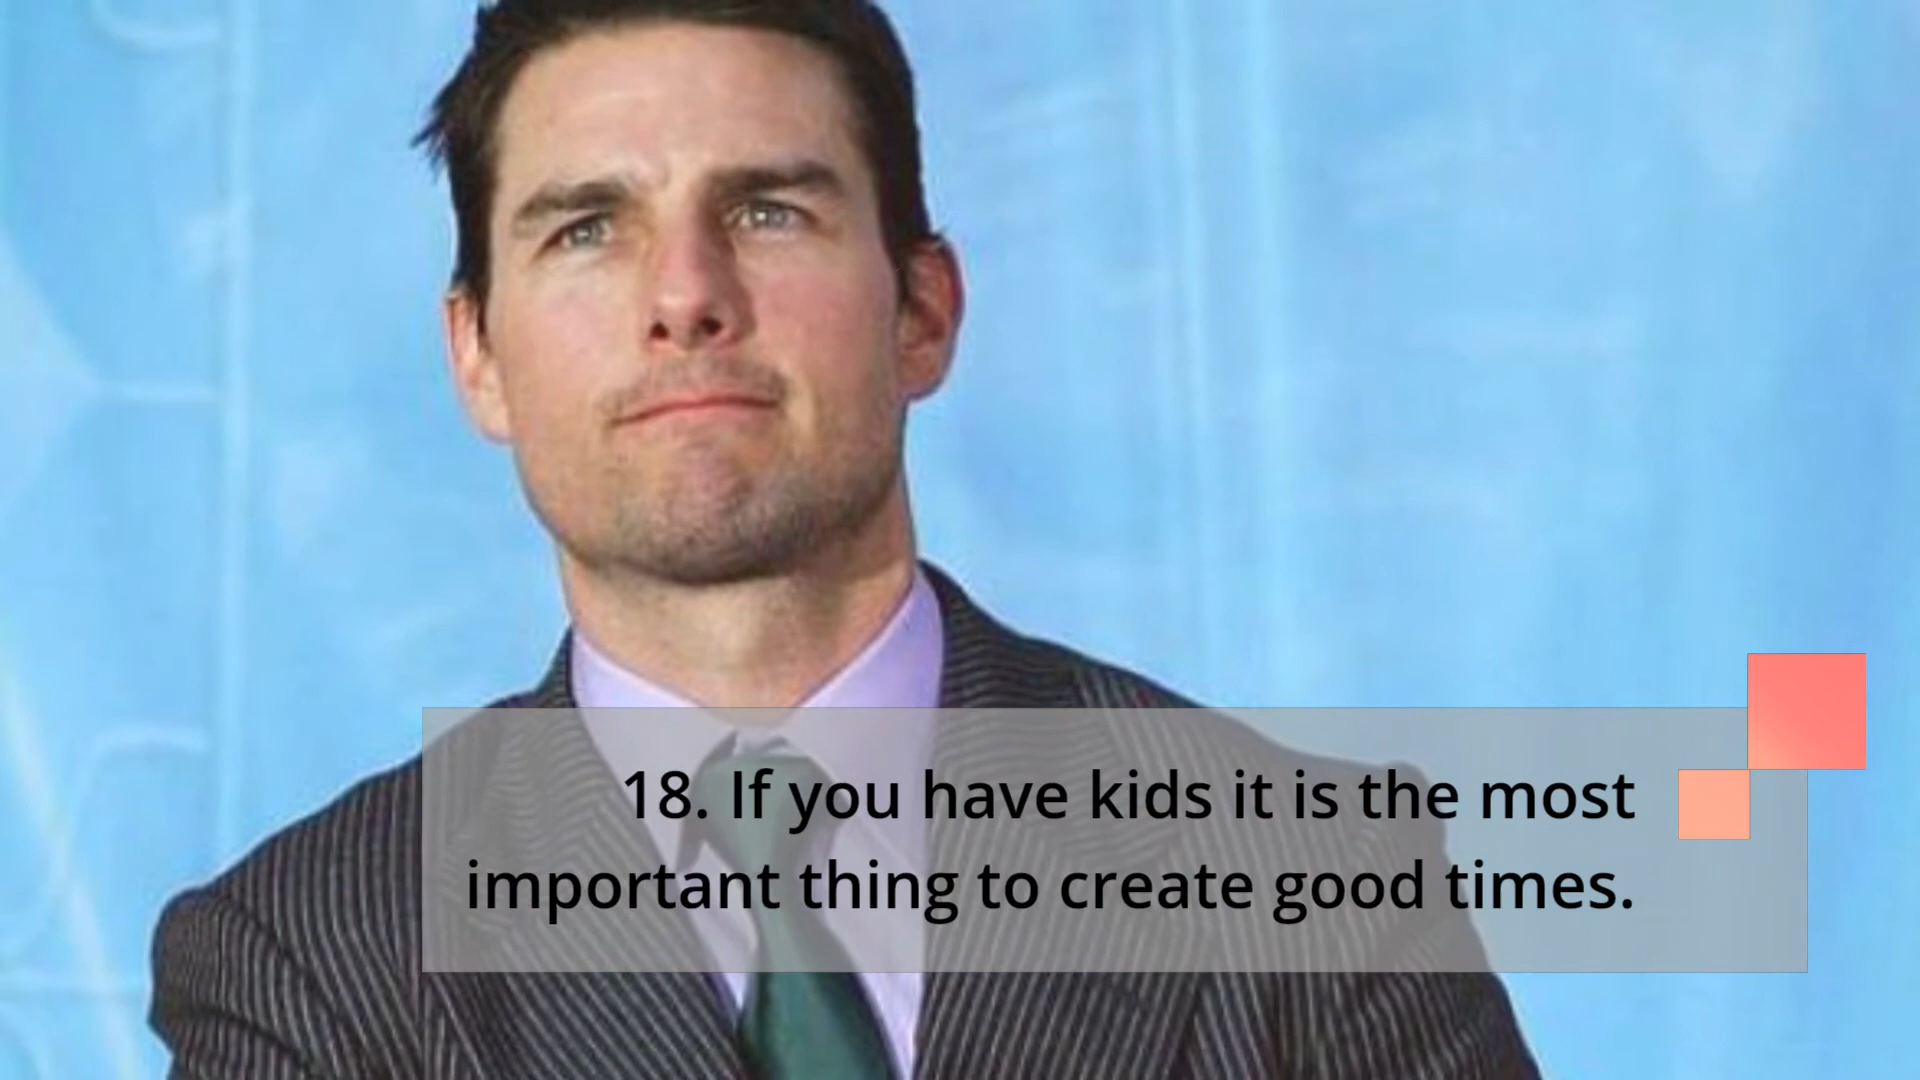 18. If you have kids it is the most
important thing to create good times.